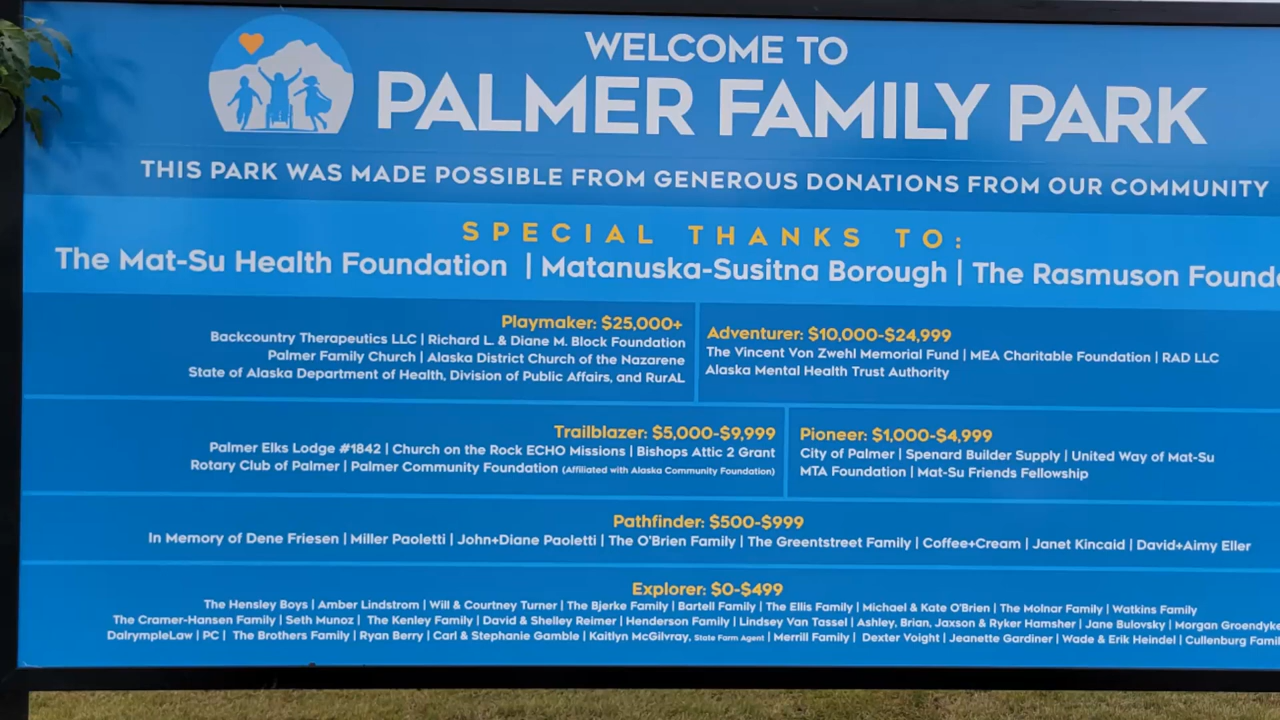 WELCOME TO
PALMER FAMILY PARK
THIS PARK WAS MADE POSSIBLE FROM GENEROUS DONATIONS FROM OUR COMMUNITY
SPECIAL THANKS TO:
The Mat-Su Health Foundation | Matanuska-Susitna Borough | The Rasmuson Founda
Playmaker: $25,000+
Backcountry Therapeutics LLC | Richard L. & Diane M. Block Foundation
Palmer Family Church | Alaska District Church of the Nazarene
State of Alaska Department of Health, Division of Public Affairs, and RurAL
Adventurer: $10,000-$24,999
The Vincent Von Zwehl Memorial Fund | MEA Charitable Foundation | RAD LLC
Alaska Mental Health Trust Authority
Trailblazer: $5,000-$9,999
Palmer Elks Lodge #1842 | Church on the Rock ECHO Missions | Bishops Attic 2 Grant
Rotary Club of Palmer | Palmer Community Foundation (Affiliated with Alaska Community Foundation)
Pioneer: $1,000-$4,999
City of Palmer | Spenard Builder Supply | United Way of Mat-Su
MTA Foundation | Mat-Su Friends Fellowship
Pathfinder: $500-$999
In Memory of Dene Friesen | Miller Paoletti | John+Diane Paoletti | The O'Brien Family | The Greentstreet Family | Coffee+Cream | Janet Kincaid | David+Aimy Eller
Explorer: $0-$499
The Hensley Boys | Amber Lindstrom | Will & Courtney Turner | The Bjerke Family | Bartell Family | The Ellis Family | Michael & Kate O'Brien | The Molnar Family | Watkins Family
The Cramer-Hansen Family | Seth Munoz | The Kenley Family | David & Shelley Reimer | Henderson Family | Lindsey Van Tassel | Ashley, Brian, Jaxson & Ryker Hamsher | Jane Bulovsky | Morgan Groendyke
DalrympleLaw | PC | The Brothers Family | Ryan Berry | Carl & Stephanie Gamble | Kaitlyn McGilvray, State Farm Agent | Merrill Family | Dexter Voight | Jeanette Gardiner | Wade & Erik Heindel | Cullenburg Famil